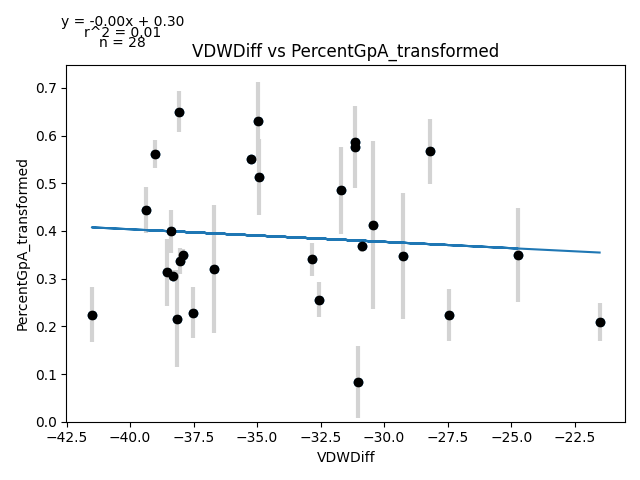 y = -0.00x + 0.30
r^2 = 0.01
n = 28
VDWDiff vs PercentGpA_transformed
0.7
0.6
0.5
0.4
0.3
0.2
0.1
0.0
PercentGpA_transformed
−42.5 −40.0 −37.5 −35.0 −32.5 −30.0 −27.5 −25.0 −22.5
VDWDiff